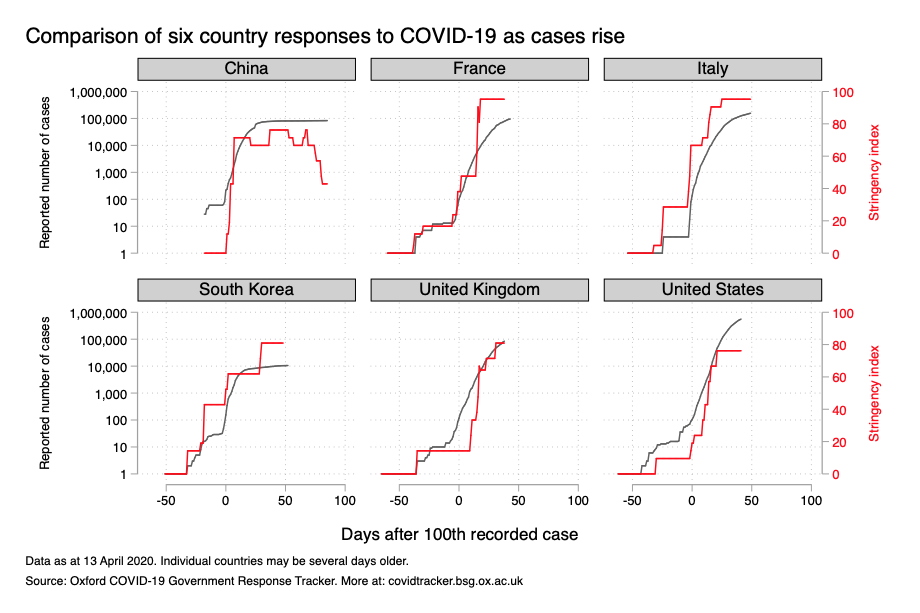 Comparison of six country responses to COVID-19 as cases rise
China
France
Italy
Reported number of cases
1,000,000
100,000
10,000
1,000
100
10
1
100
80
60
40
20
0
Stringency index
South Korea
United Kingdom
United States
Reported number of cases
1,000,000
100,000
10,000
1,000
100
10
1
100
80
60
40
20
0
Stringency index
-50 0 50 100
-50 0 50 100
-50 0 50 100
Days after 100th recorded case
Data as at 13 April 2020. Individual countries may be several days older.
Source: Oxford COVID-19 Government Response Tracker. More at: covidtracker.bsg.ox.ac.uk